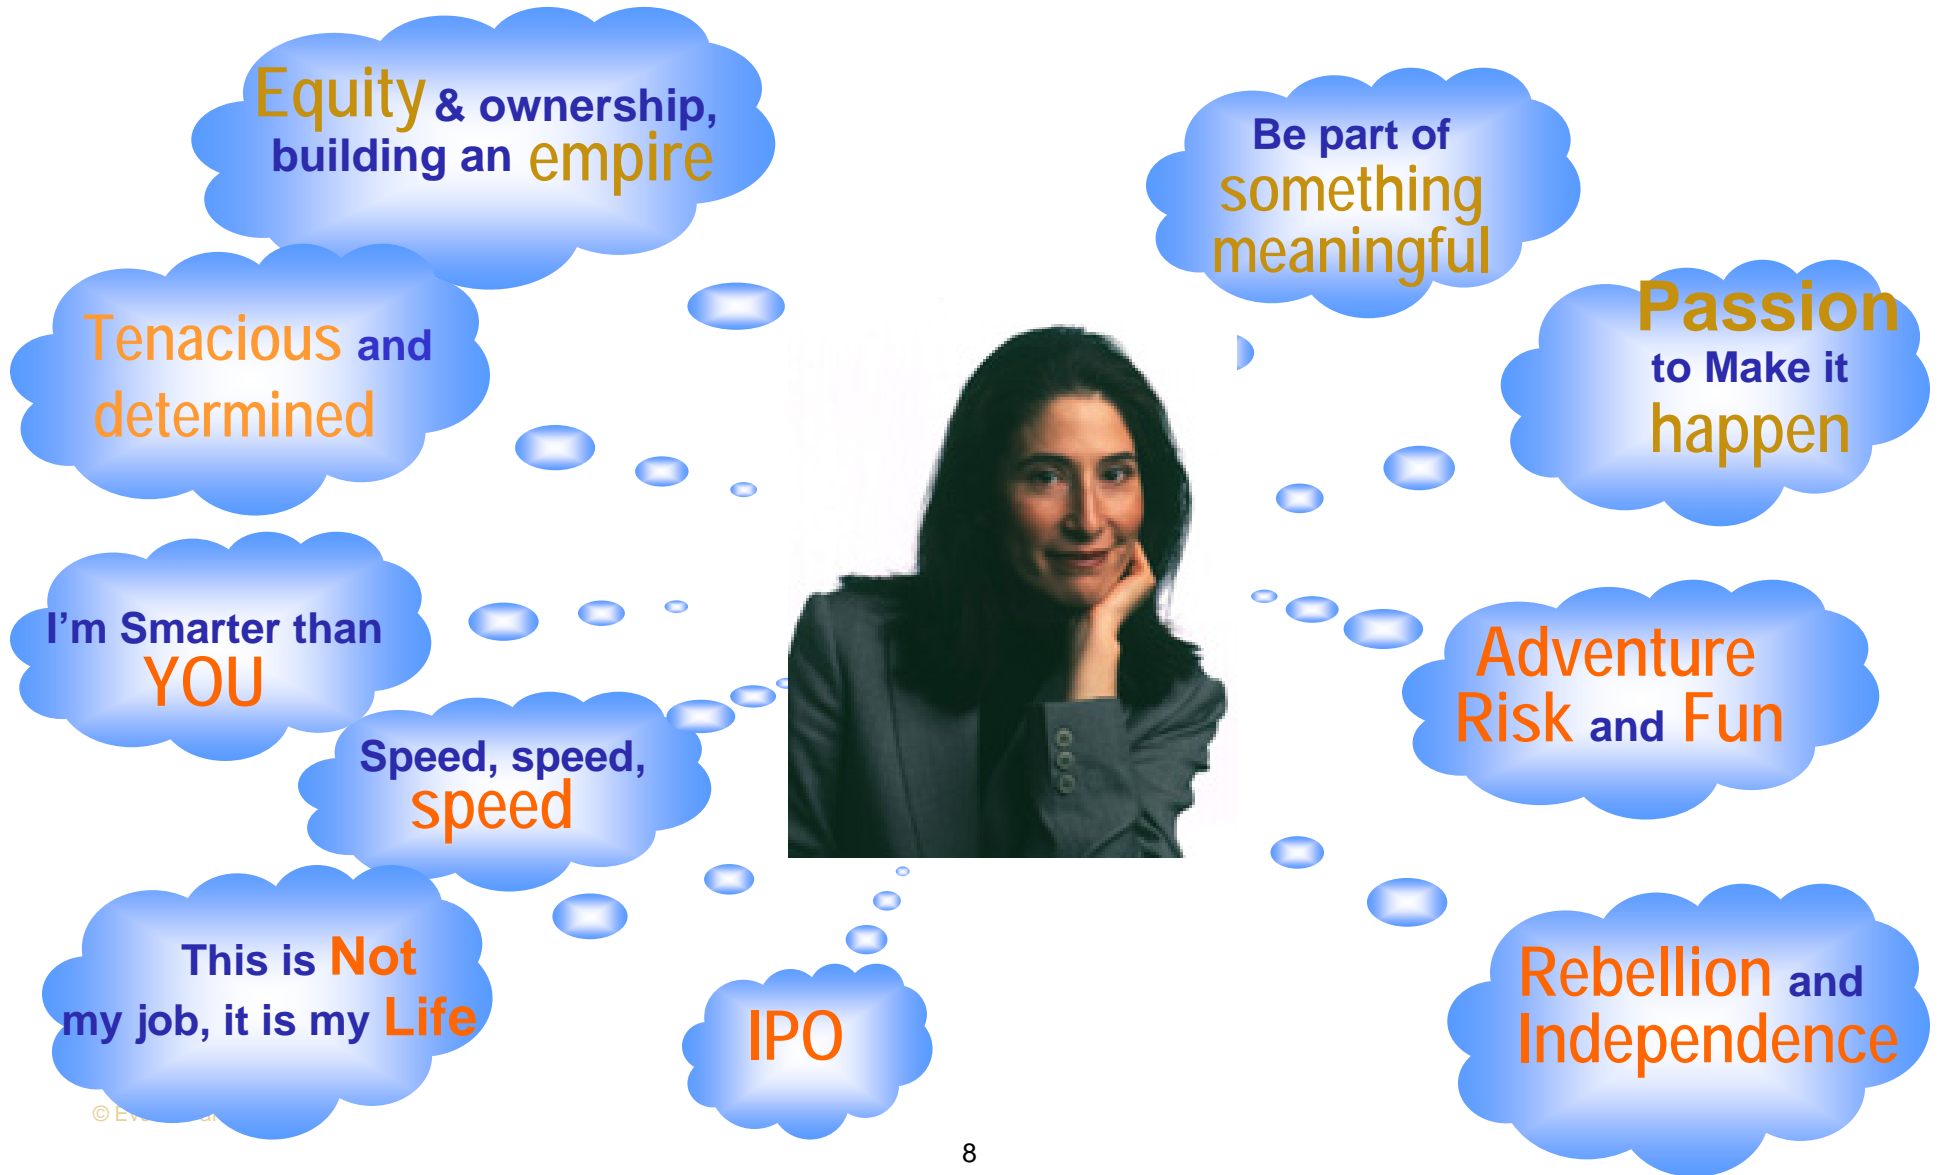 Equity & ownership,
building an empire
Be part of
something
meaningful
Passion
to Make it
happen
Tenacious and
determined
I'm Smarter than
YOU
Adventure
Risk and Fun
Speed, speed,
speed
This is Not
my job, it is my Life
IPO
Rebellion and
Independence
©
8